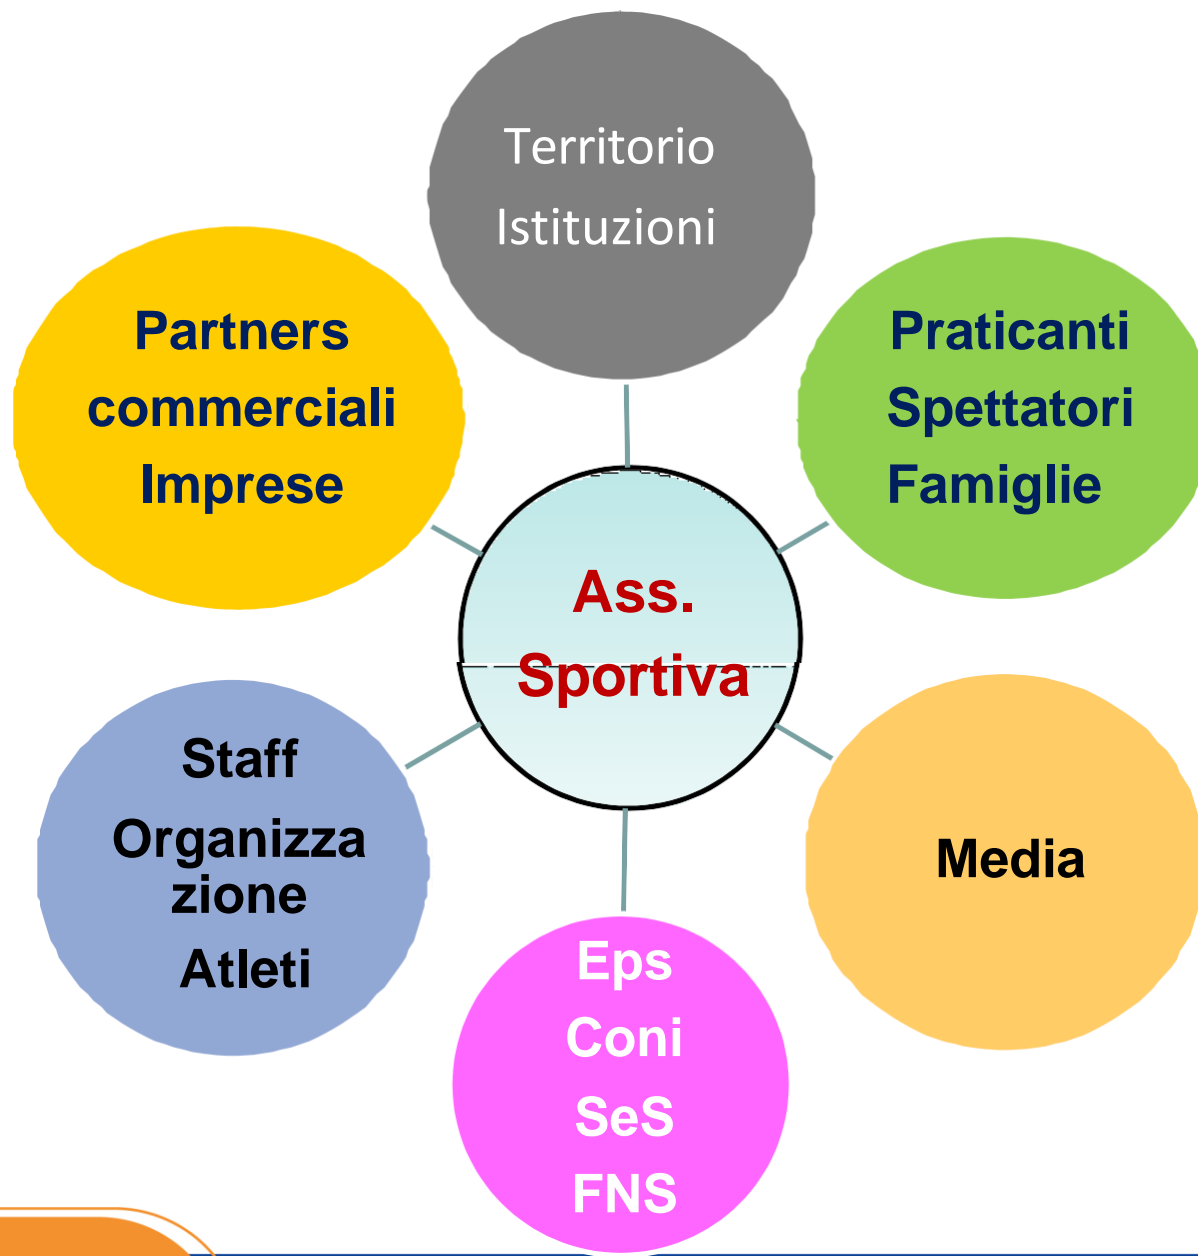 Territorio
Istituzioni
Partners
commerciali
Imprese
Praticanti
Spettatori
Famiglie
Ass.
Sportiva
Staff
Organizza
zione
Atleti
Media
Eps
Coni
SeS
FNS